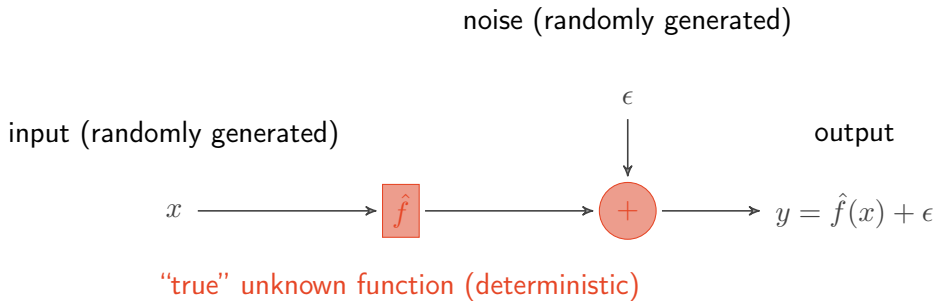 noise (randomly generated)
ϵ
input (randomly generated)
output
x
f̂
+
y = f̂(x) + ϵ
“true” unknown function (deterministic)